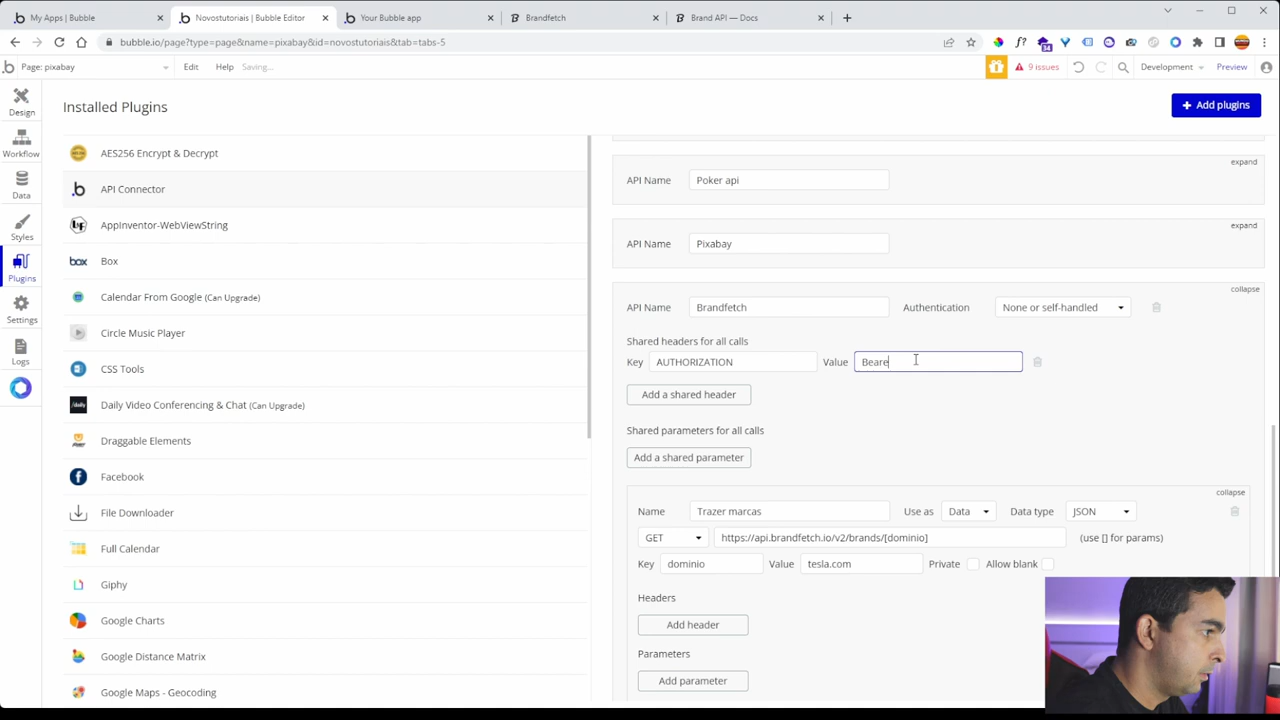 My Apps | Bubble
Novostutoriais | Bubble Editor
Your Bubble app
Brandfetch
Brand API — Docs
bubble.io/page?type=page&name=pixabay&id=novostutoriais&tab=tabs-5
Page: pixabay
Edit
Help
Saving...
9 issues
Development
Preview
Design
Workflow
Data
Styles
Plugins
Settings
Logs
Installed Plugins
Add plugins
AES256 Encrypt & Decrypt
API Connector
AppInventor-WebViewString
Box
Calendar From Google (Can Upgrade)
Circle Music Player
CSS Tools
Daily Video Conferencing & Chat (Can Upgrade)
Draggable Elements
Facebook
File Downloader
Full Calendar
Giphy
Google Charts
Google Distance Matrix
Google Maps - Geocoding
expand
API Name Poker api
expand
API Name Pixabay
collapse
API Name Brandfetch Authentication None or self-handled
Shared headers for all calls
Key AUTHORIZATION Value Beare
Add a shared header
Shared parameters for all calls
Add a shared parameter
collapse
Name Trazer marcas Use as Data Data type JSON
GET https://api.brandfetch.io/v2/brands/[dominio] (use [] for params)
Key dominio Value tesla.com Private Allow blank
Headers
Add header
Parameters
Add parameter